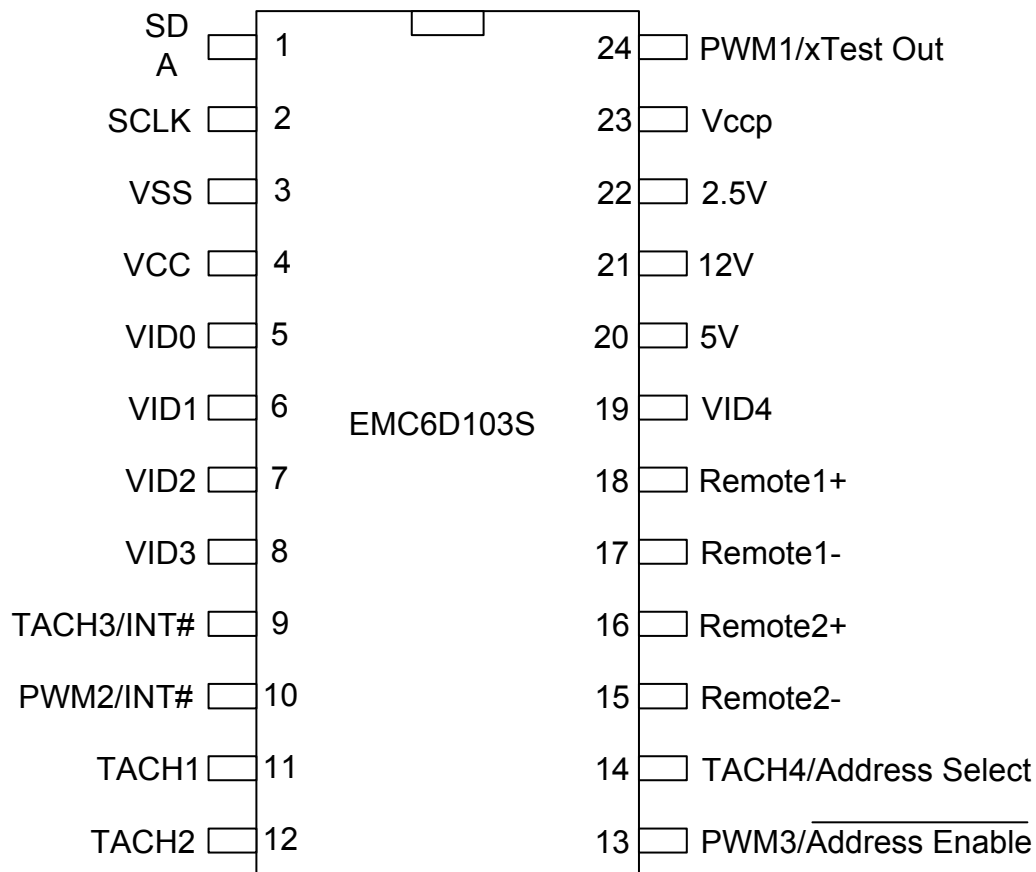 SD
A
1
24
PWM1/xTest Out
SCLK
2
23
Vccp
VSS
3
22
2.5V
VCC
4
21
12V
VID0
5
20
5V
VID1
6
EMC6D103S
19
VID4
VID2
7
18
Remote1+
VID3
8
17
Remote1-
TACH3/INT#
9
16
Remote2+
PWM2/INT#
10
15
Remote2-
TACH1
11
14
TACH4/Address Select
TACH2
12
13
PWM3/Address Enable